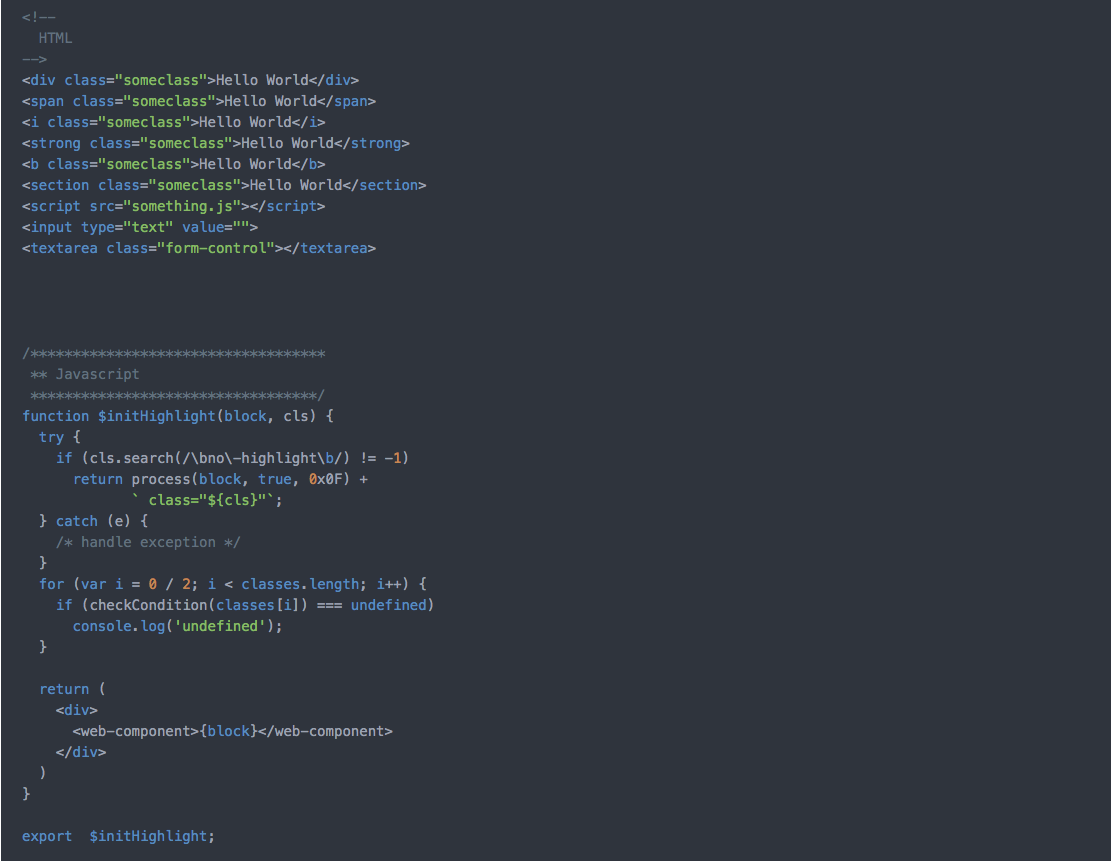 <!--
  HTML
-->
<div class="someclass">Hello World</div>
<span class="someclass">Hello World</span>
<i class="someclass">Hello World</i>
<strong class="someclass">Hello World</strong>
<b class="someclass">Hello World</b>
<section class="someclass">Hello World</section>
<script src="something.js"></script>
<input type="text" value="">
<textarea class="form-control"></textarea>
/***********************************
 ** Javascript
 **********************************/
function $initHighlight(block, cls) {
  try {
    if (cls.search(/\bno\-highlight\b/) != -1)
      return process(block, true, 0x0F) +
             ` class="${cls}"`;
  } catch (e) {
    /* handle exception */
  }
  for (var i = 0 / 2; i < classes.length; i++) {
    if (checkCondition(classes[i]) === undefined)
      console.log('undefined');
  }
  return (
    <div>
      <web-component>{block}</web-component>
    </div>
  )
}
export  $initHighlight;